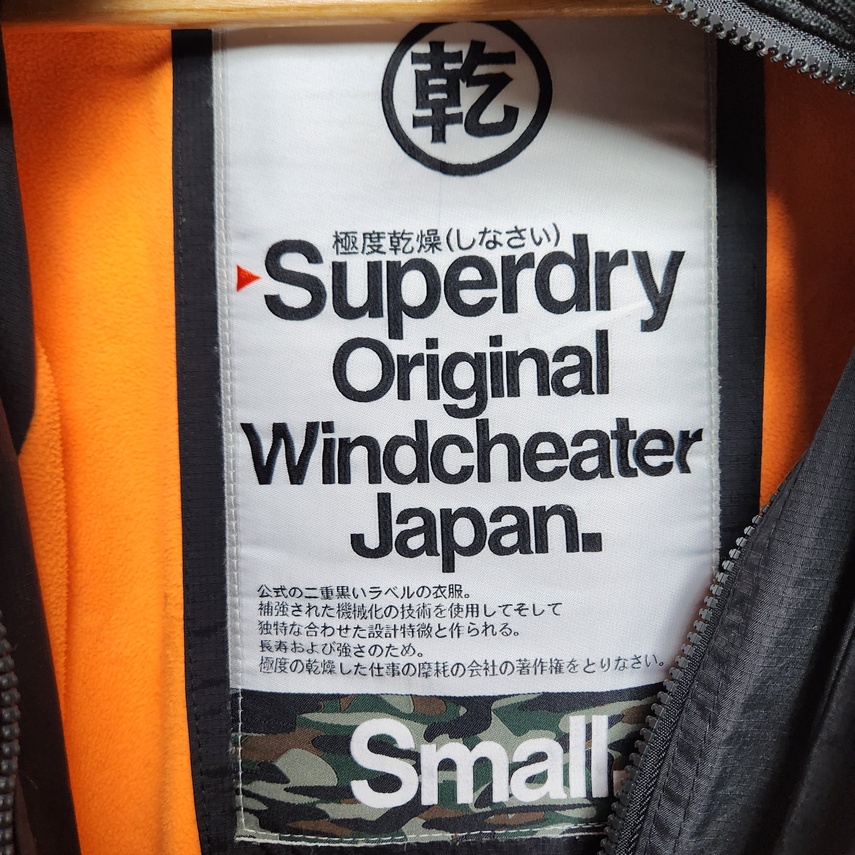 乾
極度乾燥(しなさい)
Superdry
Original
Windcheater
Japan.
公式の二重黒いラベルの衣服。
補強された機械化の技術を使用してそして
独特な合わせた設計特徴と作られる。
長寿および強さのため。
極度の乾燥した仕事の摩耗の会社の著作権をとりなさい。
Small.